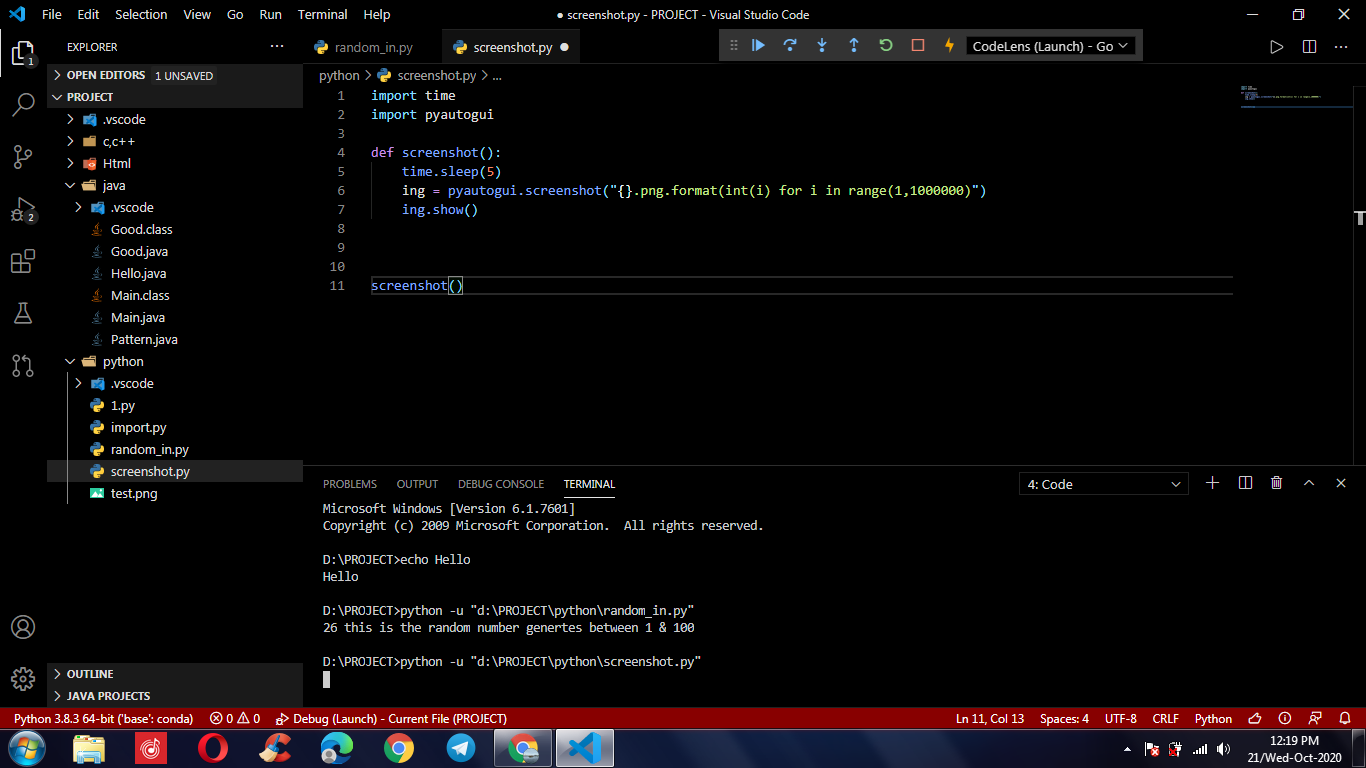 File Edit Selection View Go Run Terminal Help
● screenshot.py - PROJECT - Visual Studio Code
EXPLORER
OPEN EDITORS 1 UNSAVED
PROJECT
.vscode
c,c++
Html
java
.vscode
Good.class
Good.java
Hello.java
Main.class
Main.java
Pattern.java
python
.vscode
1.py
import.py
random_in.py
screenshot.py
test.png
OUTLINE
JAVA PROJECTS
1
2
random_in.py
screenshot.py ●
CodeLens (Launch) - Go
python > screenshot.py > ...
1 import time
2 import pyautogui
3
4 def screenshot():
5 time.sleep(5)
6 ing = pyautogui.screenshot("{}.png.format(int(i) for i in range(1,1000000)")
7 ing.show()
8
9
10
11 screenshot()
PROBLEMS OUTPUT DEBUG CONSOLE TERMINAL
4: Code
Microsoft Windows [Version 6.1.7601]
Copyright (c) 2009 Microsoft Corporation.  All rights reserved.
D:\PROJECT>echo Hello
Hello
D:\PROJECT>python -u "d:\PROJECT\python\random_in.py"
26 this is the random number genertes between 1 & 100
D:\PROJECT>python -u "d:\PROJECT\python\screenshot.py"
Python 3.8.3 64-bit ('base': conda) 0 0 Debug (Launch) - Current File (PROJECT)
Ln 11, Col 13 Spaces: 4 UTF-8 CRLF Python
12:19 PM
21/Wed-Oct-2020